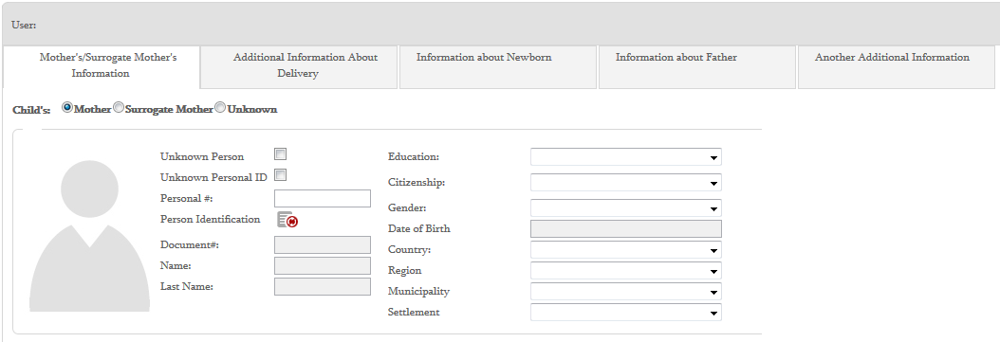 User:
Mother's/Surrogate Mother's
Information
Additional Information About
Delivery
Information about Newborn
Information about Father
Another Additional Information
Child's: Mother Surrogate Mother Unknown
Unknown Person
Unknown Personal ID
Personal #:
Person Identification
Document#:
Name:
Last Name:
Education:
Citizenship:
Gender:
Date of Birth
Country:
Region
Municipality
Settlement